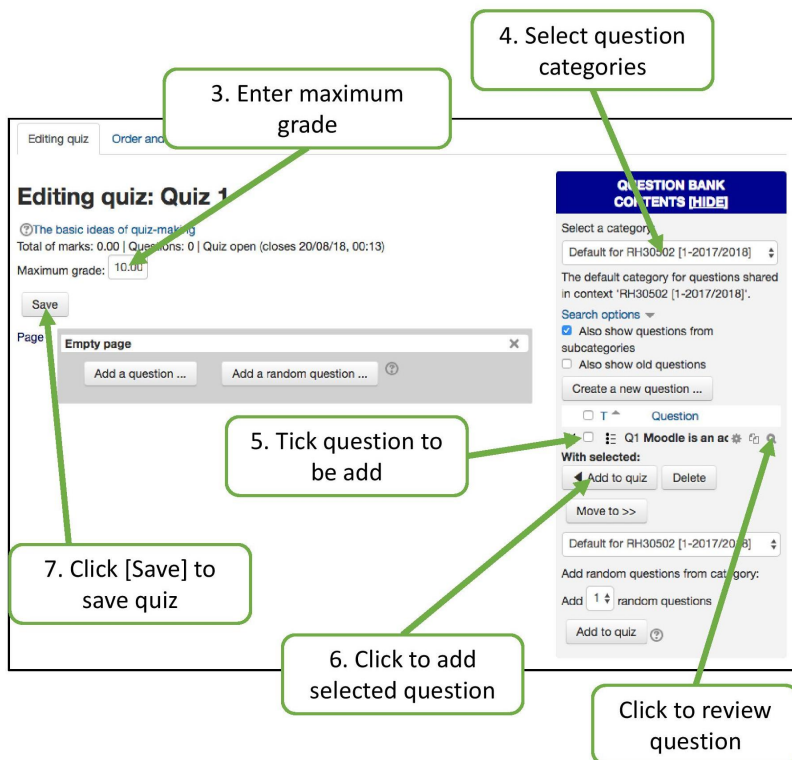 4. Select question
categories
3. Enter maximum
grade
Editing quiz
Order and
Editing quiz: Quiz 1
The basic ideas of quiz-making
Total of marks: 0.00 | Questions: 0 | Quiz open (closes 20/08/18, 00:13)
Maximum grade: 10.00
Save
Page
Empty page
Add a question ...
Add a random question ...
QUESTION BANK
CONTENTS [HIDE]
Select a category
Default for RH30502 [1-2017/2018]
The default category for questions shared
in context 'RH30502 [1-2017/2018]'.
Search options
Also show questions from
subcategories
Also show old questions
Create a new question ...
T Question
Q1 Moodle is an ac
With selected:
Add to quiz Delete
Move to >>
Default for RH30502 [1-2017/2018]
Add random questions from category:
Add 1 random questions
Add to quiz
5. Tick question to
be add
7. Click [Save] to
save quiz
6. Click to add
selected question
Click to review
question